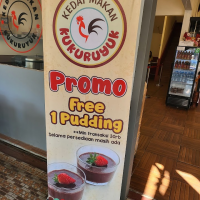 KEDAI MAKAN
KUKURUYUK
Promo
Free
1 Pudding
Selama persediaan masih ada